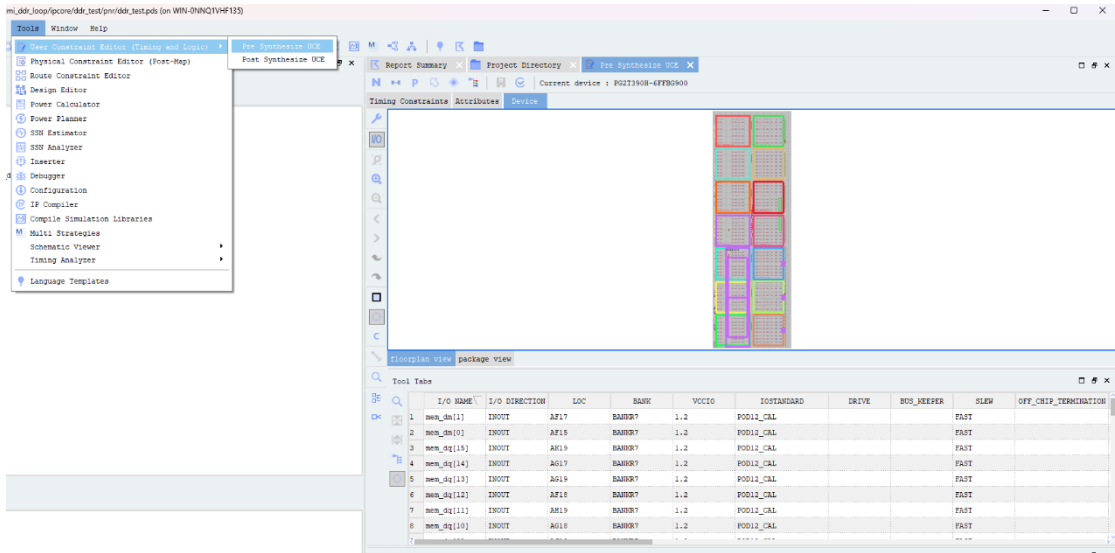 mi_ddr_loop/ipcore/ddr_test/pnr/ddr_test.pds (on WIN-0NNQ1VHF135)
Tools Window Help
User Constraint Editor (Timing and Logic)
Pre Synthesize UCE
Physical Constraint Editor (Post-Map)
Post Synthesize UCE
Route Constraint Editor
Design Editor
Power Calculator
Power Planner
SSN Estimator
SSN Analyzer
Inserter
Debugger
Configuration
IP Compiler
Compile Simulation Libraries
Multi Strategies
Schematic Viewer
Timing Analyzer
Language Templates
Report Summary Project Directory Pre Synthesize UCE
Current device : PG2T390H-6FFBG900
Timing Constraints Attributes Device
I/O
floorplan view package view
Tool Tabs
I/O NAME I/O DIRECTION LOC BANK VCCIO IOSTANDARD DRIVE BUS_KEEPER SLEW OFF_CHIP_TERMINATION
1 mem_dm[1] INOUT AF17 BANKR7 1.2 POD12_CAL FAST
2 mem_dm[0] INOUT AF15 BANKR7 1.2 POD12_CAL FAST
3 mem_dq[15] INOUT AK19 BANKR7 1.2 POD12_CAL FAST
4 mem_dq[14] INOUT AG17 BANKR7 1.2 POD12_CAL FAST
5 mem_dq[13] INOUT AG19 BANKR7 1.2 POD12_CAL FAST
6 mem_dq[12] INOUT AF18 BANKR7 1.2 POD12_CAL FAST
7 mem_dq[11] INOUT AH19 BANKR7 1.2 POD12_CAL FAST
8 mem_dq[10] INOUT AG18 BANKR7 1.2 POD12_CAL FAST